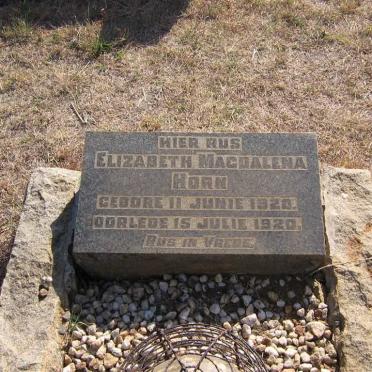 HIER RUS
ELIZABETH MAGDALENA
HORN
GEBORE 11 JUNIE 1920.
OORLEDE 15 JULIE 1920.
RUS IN VREDE.